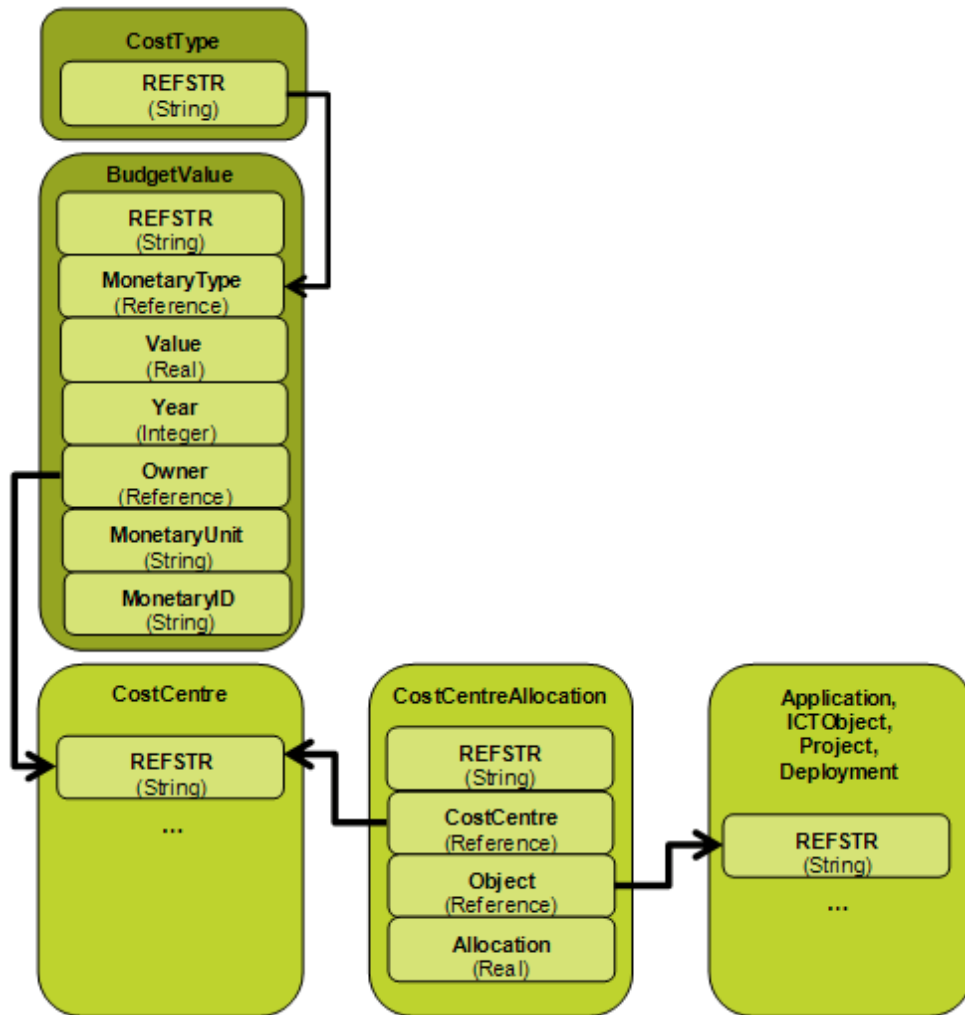 CostType
REFSTR
(String)
BudgetValue
REFSTR
(String)
MonetaryType
(Reference)
Value
(Real)
Year
(Integer)
Owner
(Reference)
MonetaryUnit
(String)
MonetaryID
(String)
CostCentre
REFSTR
(String)
...
CostCentreAllocation
REFSTR
(String)
CostCentre
(Reference)
Object
(Reference)
Allocation
(Real)
Application,
ICTObject,
Project,
Deployment
REFSTR
(String)
...